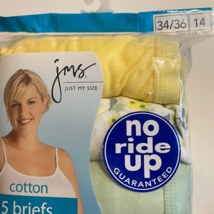 34/36 14
jms
JUST MY SIZE
no
ride
up
GUARANTEED
cotton
5 briefs